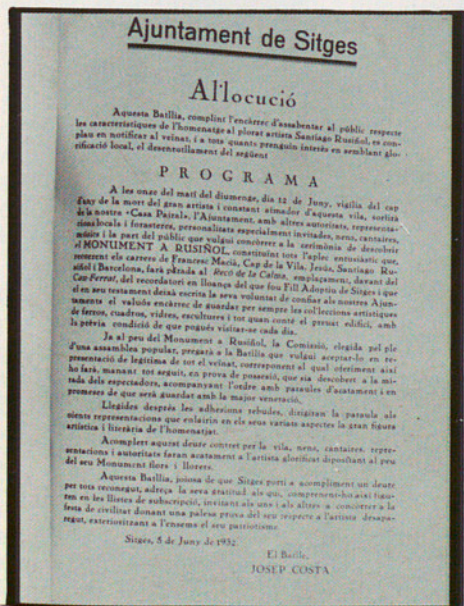 Ajuntament de Sitges
Al·locució
Aquesta Batllia, complint l'encàrrec d'assabentar al públic respecte
les característiques de l'homenatge al plorat artista Santiago Rusiñol, es com-
plau en notificar al veïnat, i a tots quants prenguin interès en semblant glo-
rificació local, el desenrotllament del següent
PROGRAMA
A les onze del matí del diumenge, dia 12 de Juny, vigília del cap
d'any de la mort del gran artista i constant aimador d'aquesta vila, sortirà
de la nostra «Casa Pairal», l'Ajuntament, amb altres autoritats, representa-
cions locals i forasteres, personalitats especialment invitades, nens, cantaires,
música i la part del públic que vulgui concòrrer a la cerimònia de descobrir
el MONUMENT A RUSIÑOL, constituint tots l'aplec entusiàstic que,
recorrent els carrers de Francesc Macià, Cap de la Vila, Jesús, Santiago Ru-
siñol i Barcelona, farà parada al Recó de la Calma, emplaçament, davant del
Cau-Ferrat, del recordatori en lloança del que fou Fill Adoptiu de Sitges i que
el en seu testament deixà escrita la seva voluntat de confiar als nostres Ajun-
taments el valuós encàrrec de guardar per sempre les col·leccions artístiques
de ferros, cuadros, vidres, escultures i tot quan conté el preuat edifici, amb
la prèvia condició de que pogués visitar-se cada dia.
Ja al peu del Monument a Rusiñol, la Comissió, elegida pel ple
d'una assamblea popular, pregarà a la Batllia que vulgui aceptar-lo en re-
presentació de legítima de tot el veïnat, corresponent al qual oferiment així
ho farà, manant tot seguit, en prova de possesió, que sia descobert a la mi-
rada dels espectadors, acompanyant l'ordre amb paraules d'acatament i en
promeses de que serà guardat amb la major veneració.
Llegides després les adhesions rebudes, dirigiran la paraula als
oients representacions que enlairin en els seus variats aspectes la gran figura
artística i literària de l'homenatjat.
Acomplert aquest deure contret per la vila, nens, cantaires, repre-
sentacions i autoritats faran acatament a l'artista glorificat dipositant al peu
del seu Monument flors i llorers.
Aquesta Batllia, joiosa de que Sitges porti a acompliment un deure
per tots reconegut, adreça la seva gratitud als qui, comprenent-ho així figu-
ren en les llistes de subscripció, invitant als uns i als altres a concórrer a la
festa de civilitat donant una palesa prova del seu respecte a l'artista desapa-
regut, exterioritzant a l'ensems el seu patriotisme.
Sitges, 8 de Juny de 1932.
El Batlle,
JOSEP COSTA